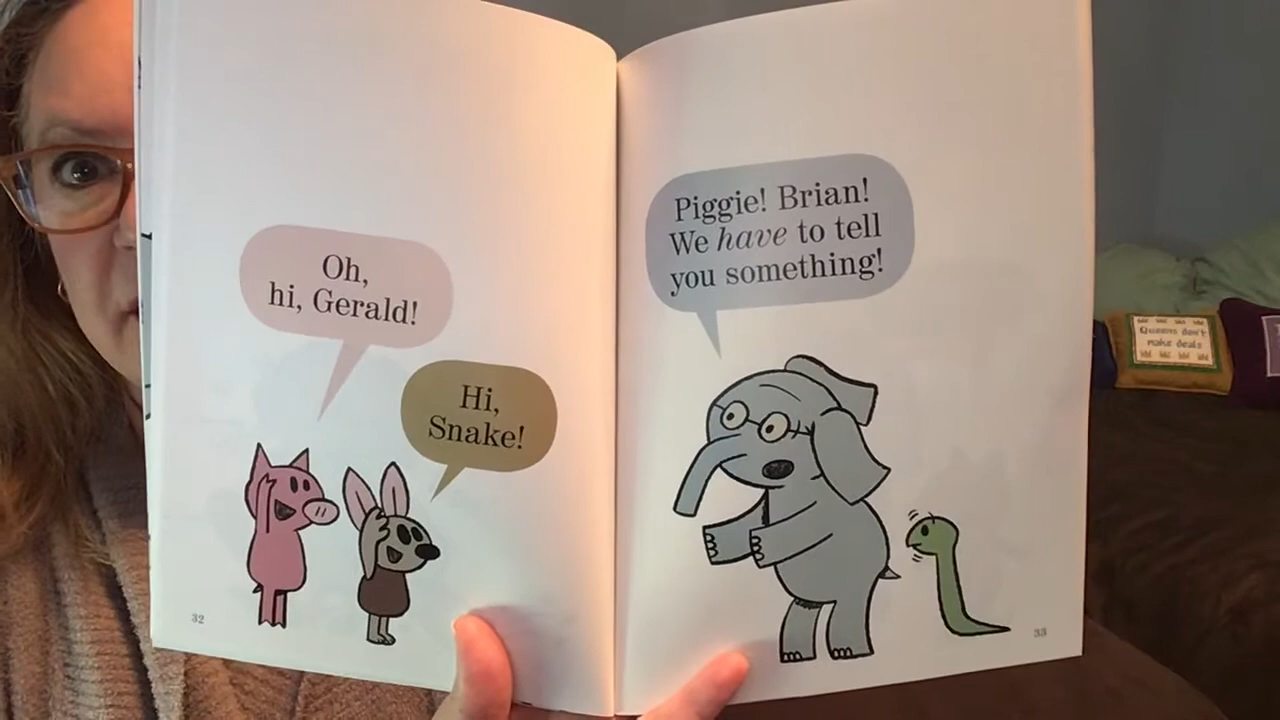 Oh,
hi, Gerald!
Hi,
Snake!
32
Piggie! Brian!
We have to tell
you something!
33
Queens don't
make deals